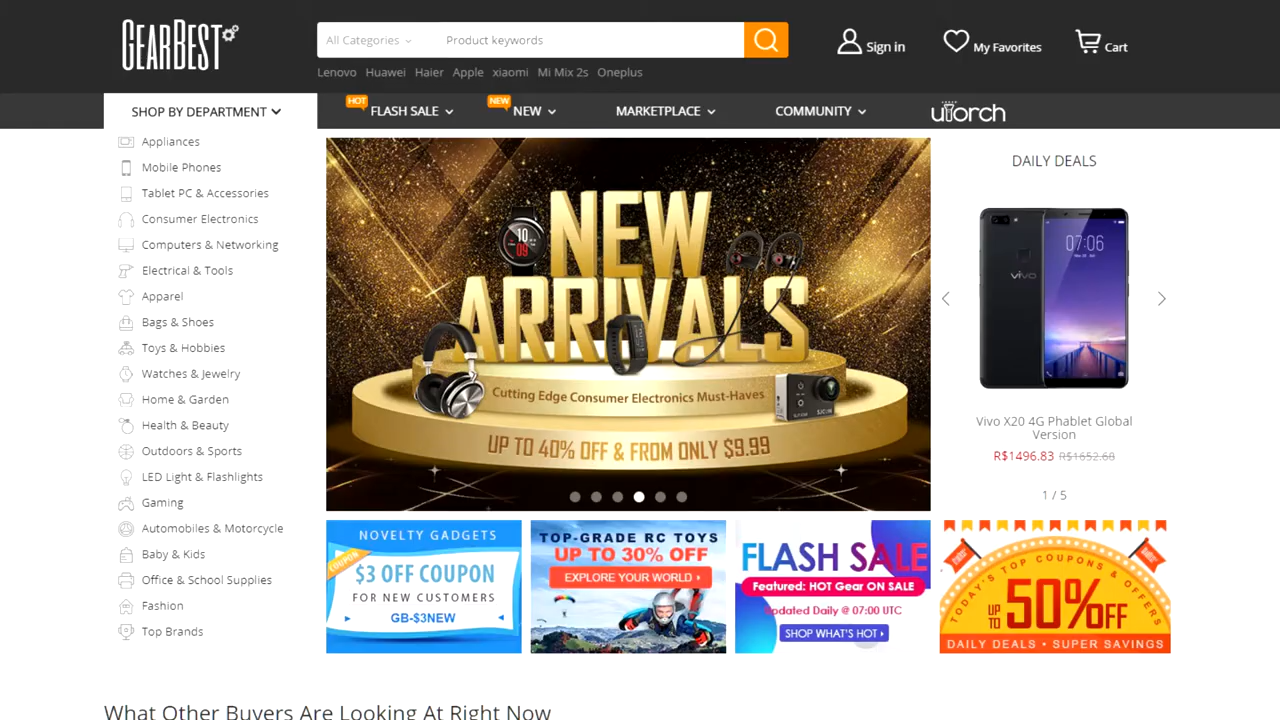 GEARBEST
All Categories
Product keywords
Sign in
My Favorites
Cart
Lenovo Huawei Haier Apple xiaomi Mi Mix 2s Oneplus
SHOP BY DEPARTMENT
HOT
FLASH SALE
NEW
NEW
MARKETPLACE
COMMUNITY
utorch
Appliances
Mobile Phones
Tablet PC & Accessories
Consumer Electronics
Computers & Networking
Electrical & Tools
Apparel
Bags & Shoes
Toys & Hobbies
Watches & Jewelry
Home & Garden
Health & Beauty
Outdoors & Sports
LED Light & Flashlights
Gaming
Automobiles & Motorcycle
Baby & Kids
Office & School Supplies
Fashion
Top Brands
NEW
ARRIVALS
10
09
Cutting Edge Consumer Electronics Must-Haves
UP TO 40% OFF & FROM ONLY $9.99
DAILY DEALS
07:06
vivo
Vivo X20 4G Phablet Global
Version
R$1496.83 R$1652.68
1 / 5
NOVELTY GADGETS
COUPON
$3 OFF COUPON
FOR NEW CUSTOMERS
GB-$3NEW
TOP-GRADE RC TOYS
UP TO 30% OFF
EXPLORE YOUR WORLD
FLASH SALE
Featured: HOT Gear ON SALE
Updated Daily @ 07:00 UTC
SHOP WHAT'S HOT
TODAY'S TOP COUPONS & OFFERS
UP TO 50% OFF
DAILY DEALS • SUPER SAVINGS
What Other Buyers Are Looking At Right Now